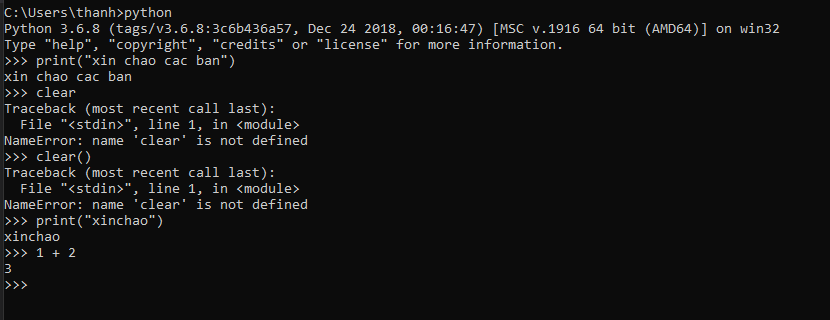 C:\Users\thanh>python
Python 3.6.8 (tags/v3.6.8:3c6b436a57, Dec 24 2018, 00:16:47) [MSC v.1916 64 bit (AMD64)] on win32
Type "help", "copyright", "credits" or "license" for more information.
>>> print("xin chao cac ban")
xin chao cac ban
>>> clear
Traceback (most recent call last):
  File "<stdin>", line 1, in <module>
NameError: name 'clear' is not defined
>>> clear()
Traceback (most recent call last):
  File "<stdin>", line 1, in <module>
NameError: name 'clear' is not defined
>>> print("xinchao")
xinchao
>>> 1 + 2
3
>>>